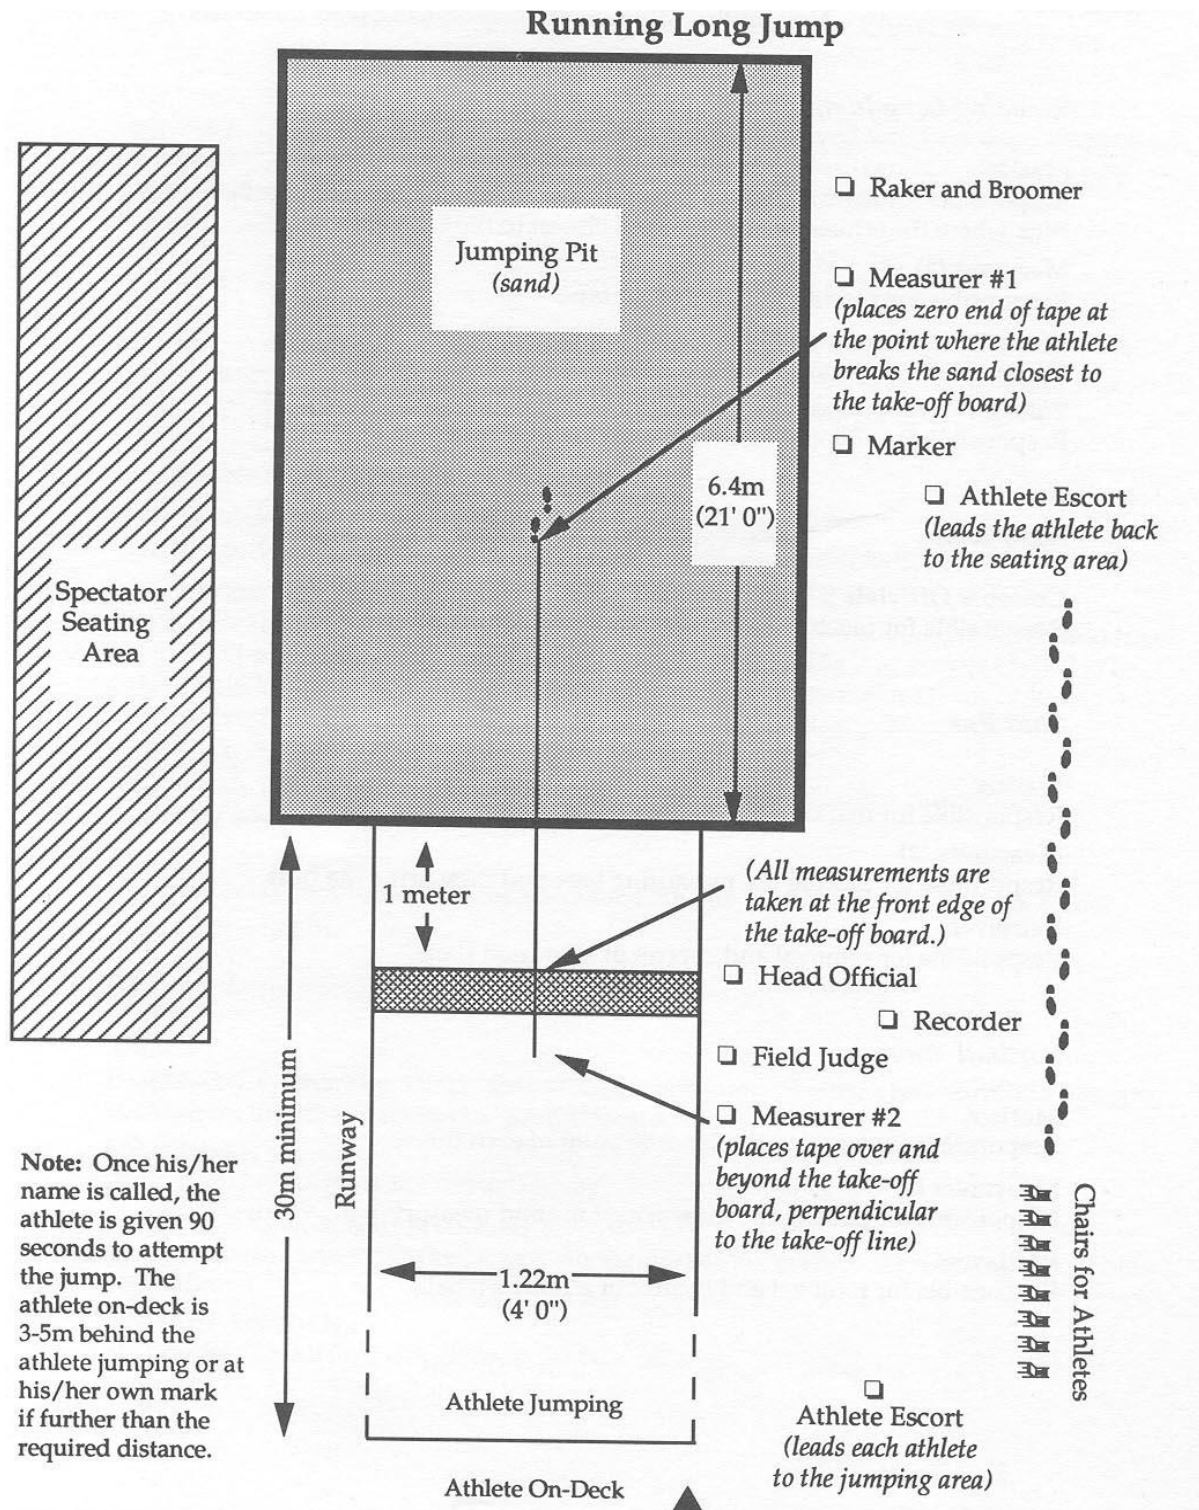 Running Long Jump
Jumping Pit
(sand)
❏ Raker and Broomer
❏ Measurer #1
(places zero end of tape at
the point where the athlete
breaks the sand closest to
the take-off board)
❏ Marker
6.4m
(21' 0")
❏ Athlete Escort
(leads the athlete back
to the seating area)
Spectator
Seating
Area
1 meter
(All measurements are
taken at the front edge of
the take-off board.)
❏ Head Official
❏ Recorder
❏ Field Judge
❏ Measurer #2
(places tape over and
beyond the take-off
board, perpendicular
to the take-off line)
30m minimum
Runway
Note: Once his/her
name is called, the
athlete is given 90
seconds to attempt
the jump. The
athlete on-deck is
3-5m behind the
athlete jumping or at
his/her own mark
if further than the
required distance.
1.22m
(4' 0")
Chairs for Athletes
Athlete Jumping
❏
Athlete Escort
(leads each athlete
to the jumping area)
Athlete On-Deck